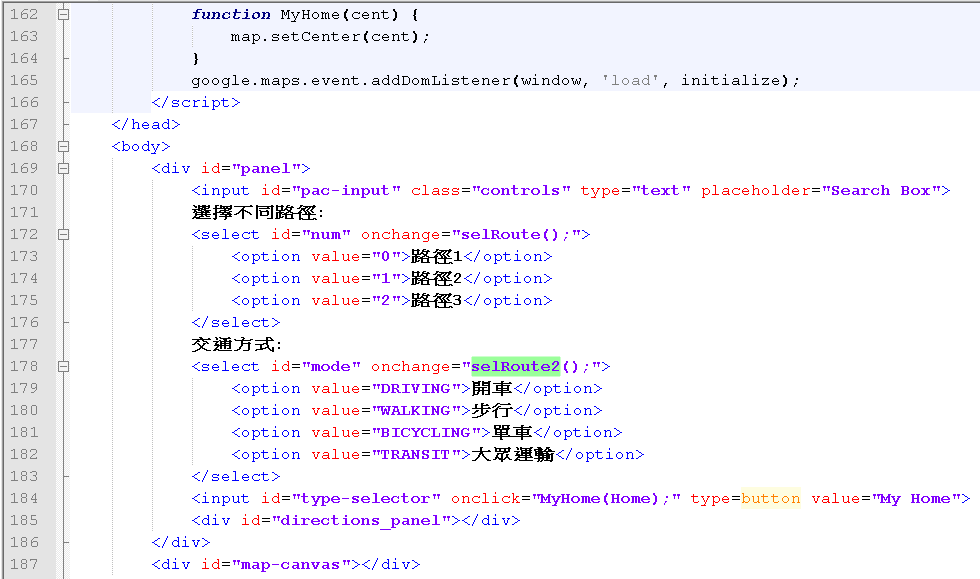 162 function MyHome(cent) {
163 map.setCenter(cent);
164 }
165 google.maps.event.addDomListener(window, 'load', initialize);
166 </script>
167 </head>
168 <body>
169 <div id="panel">
170 <input id="pac-input" class="controls" type="text" placeholder="Search Box">
171 選擇不同路徑:
172 <select id="num" onchange="selRoute();">
173 <option value="0">路徑1</option>
174 <option value="1">路徑2</option>
175 <option value="2">路徑3</option>
176 </select>
177 交通方式:
178 <select id="mode" onchange="selRoute2();">
179 <option value="DRIVING">開車</option>
180 <option value="WALKING">步行</option>
181 <option value="BICYCLING">單車</option>
182 <option value="TRANSIT">大眾運輸</option>
183 </select>
184 <input id="type-selector" onclick="MyHome(Home);" type=button value="My Home">
185 <div id="directions_panel"></div>
186 </div>
187 <div id="map-canvas"></div>